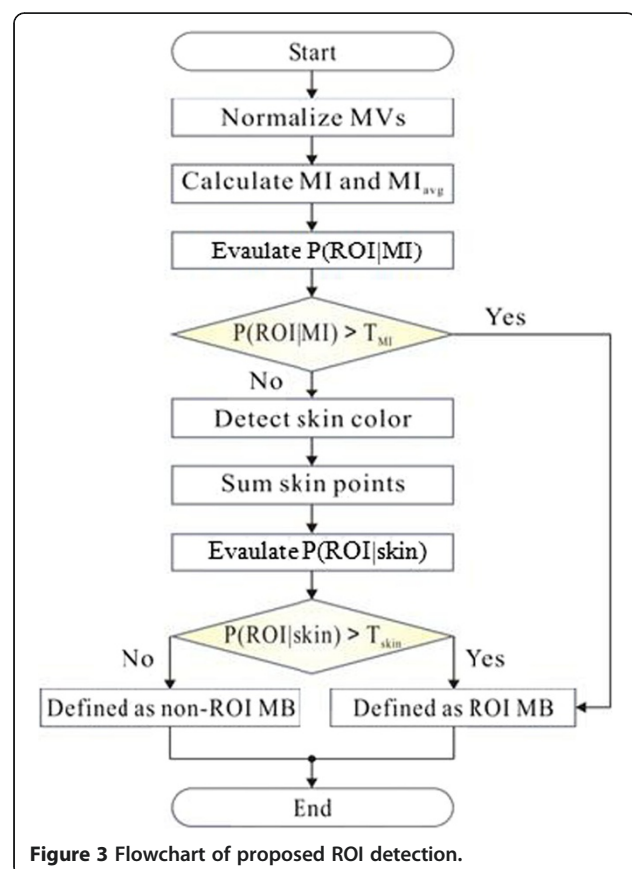 Start
Normalize MVs
Calculate MI and MIavg
Evaulate P(ROI|MI)
P(ROI|MI) > TMI
Yes
No
Detect skin color
Sum skin points
Evaulate P(ROI|skin)
P(ROI|skin) > Tskin
No
Yes
Defined as non-ROI MB
Defined as ROI MB
End
Figure 3 Flowchart of proposed ROI detection.